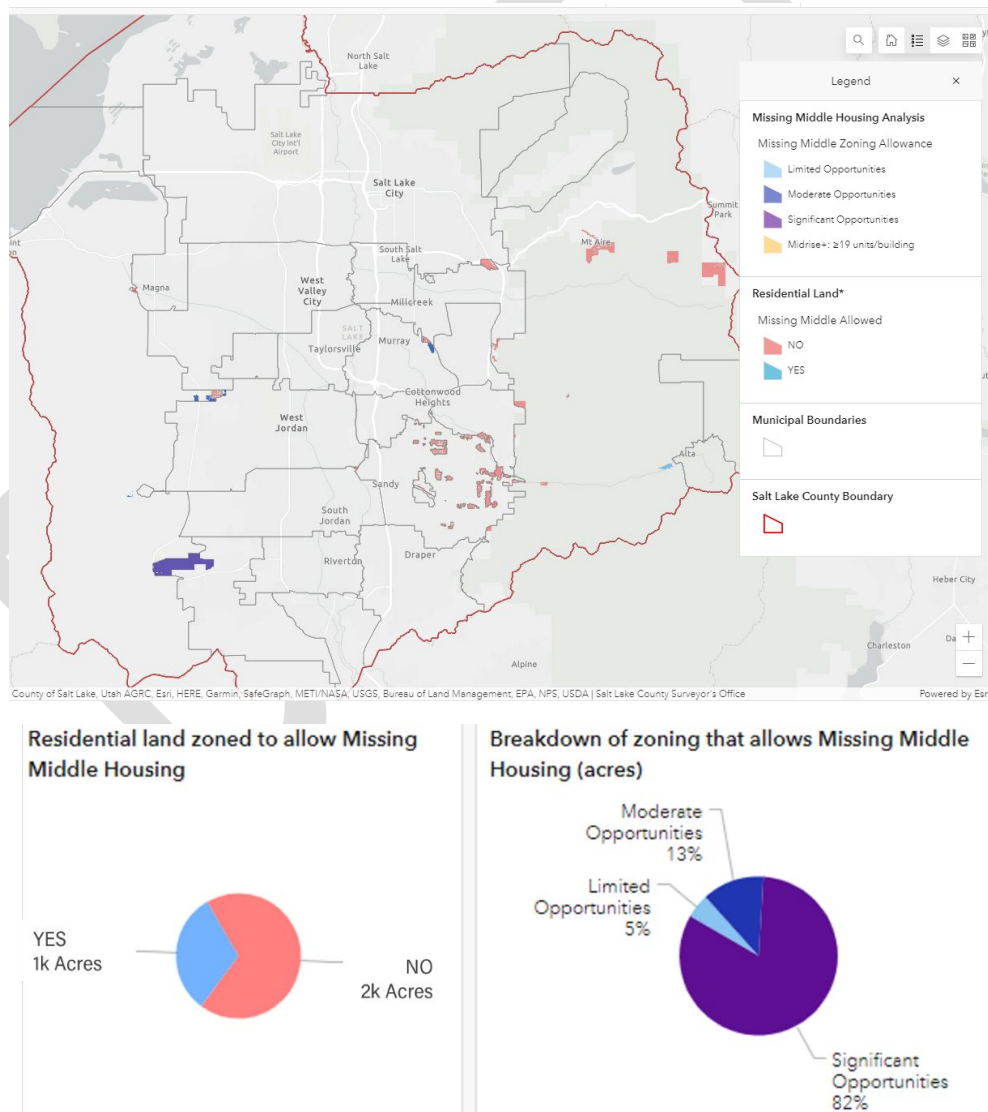 North Salt
Lake
Salt Lake
City Int'l
Airport
Salt Lake
City
Summit
Park
South Salt
Lake
Mt Aire
Magna
West
Valley
City
Millcreek
SALT
LAKE
Murray
Taylorsville
Cottonwood
Heights
West
Jordan
Alta
Sandy
South
Jordan
Riverton
Draper
Heber City
Charleston
Alpine
Legend ×
Missing Middle Housing Analysis
Missing Middle Zoning Allowance
Limited Opportunities
Moderate Opportunities
Significant Opportunities
Midrise+: ≥19 units/building
Residential Land*
Missing Middle Allowed
NO
YES
Municipal Boundaries
Salt Lake County Boundary
+
−
County of Salt Lake, Utah AGRC, Esri, HERE, Garmin, SafeGraph, METI/NASA, USGS, Bureau of Land Management, EPA, NPS, USDA | Salt Lake County Surveyor's Office
Powered by Esr
Residential land zoned to allow Missing
Middle Housing
YES
1k Acres
NO
2k Acres
Breakdown of zoning that allows Missing Middle
Housing (acres)
Moderate
Opportunities
13%
Limited
Opportunities
5%
Significant
Opportunities
82%